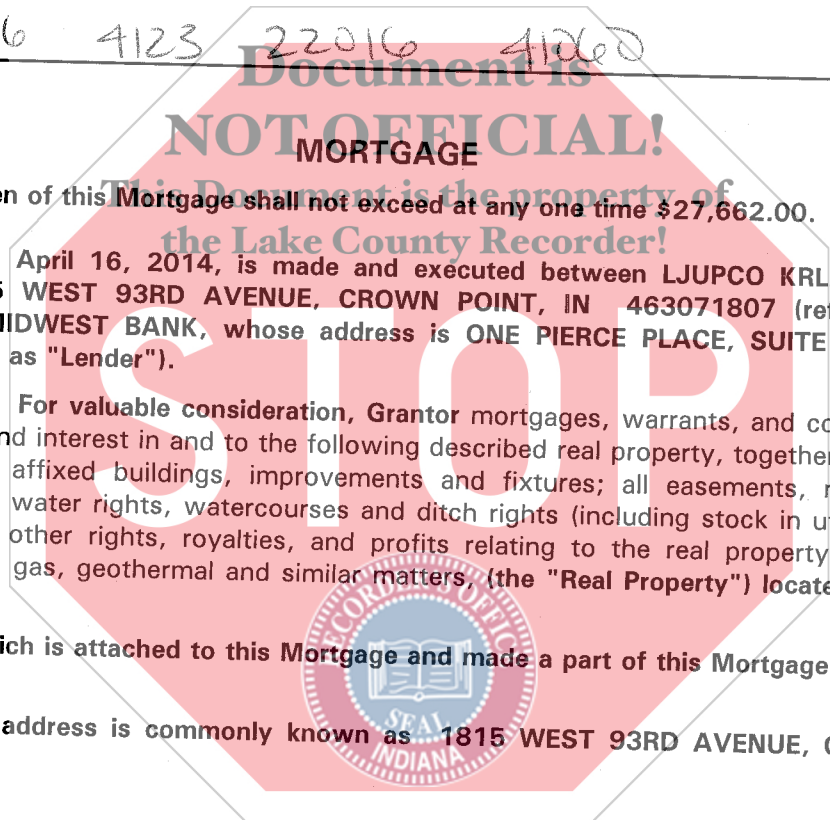 6 4123 22016 41060
Document is
NOT OFFICIAL!
MORTGAGE
This Document is the property of
en of this Mortgage shall not exceed at any one time $27,662.00.
the Lake County Recorder!
April 16, 2014, is made and executed between LJUPCO KRL
5 WEST 93RD AVENUE, CROWN POINT, IN 463071807 (ref
MIDWEST BANK, whose address is ONE PIERCE PLACE, SUITE
as "Lender").
STOP
For valuable consideration, Grantor mortgages, warrants, and co
nd interest in and to the following described real property, together
affixed buildings, improvements and fixtures; all easements, r
water rights, watercourses and ditch rights (including stock in u
other rights, royalties, and profits relating to the real property
gas, geothermal and similar matters, (the "Real Property") locate
RECORDER'S OFFICE
ich is attached to this Mortgage and made a part of this Mortgage
SEAL
address is commonly known as 1815 WEST 93RD AVENUE, C
INDIANA